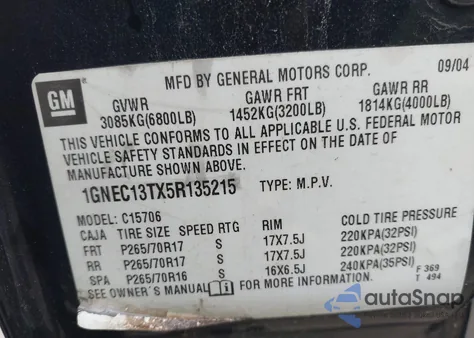 GM
MFD BY GENERAL MOTORS CORP. 09/04
GVWR GAWR FRT GAWR RR
3085KG(6800LB) 1452KG(3200LB) 1814KG(4000LB)
THIS VEHICLE CONFORMS TO ALL APPLICABLE U.S. FEDERAL MOTOR
VEHICLE SAFETY STANDARDS IN EFFECT ON THE DATE OF
MANUFACTURE SHOWN ABOVE.
1GNEC13TX5R135215 TYPE: M.P.V.
MODEL: C15706
CAJA TIRE SIZE SPEED RTG RIM COLD TIRE PRESSURE
FRT P265/70R17 S 17X7.5J 220KPA(32PSI)
RR P265/70R17 S 17X7.5J 220KPA(32PSI)
SPA P265/70R16 S 16X6.5J 240KPA(35PSI) F 369
SEE OWNER'S MANUAL FOR MORE INFORMATION. T 494
autoSnap